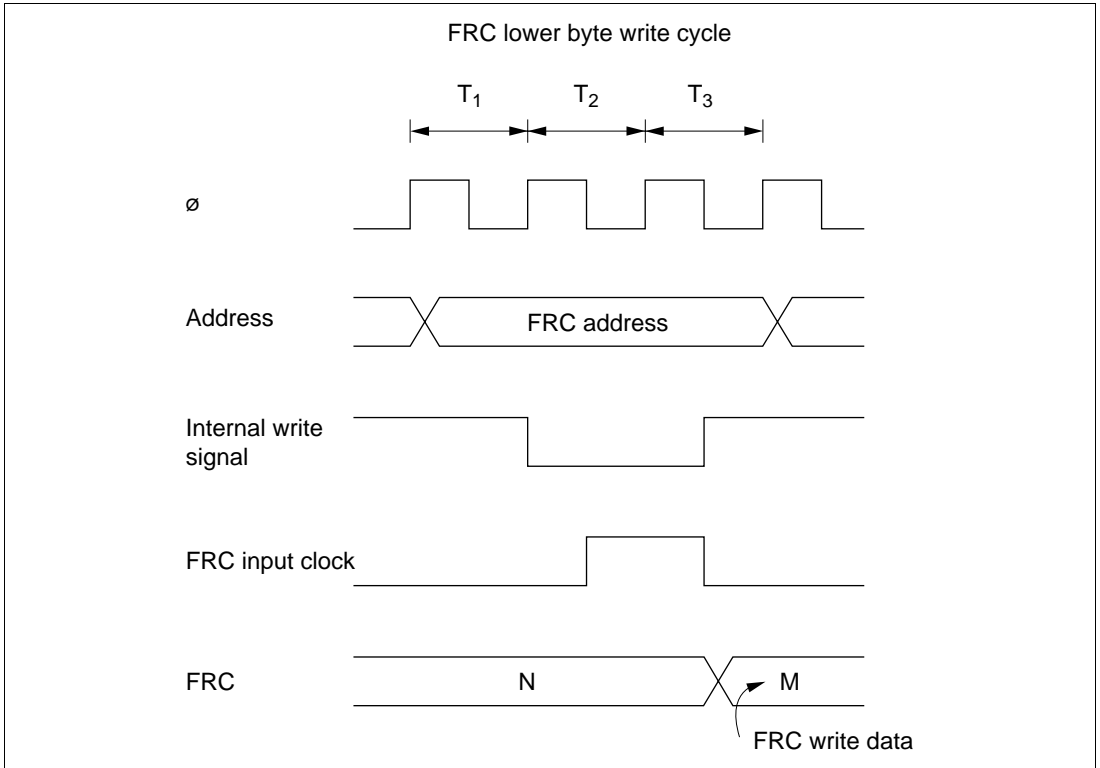 FRC lower byte write cycle
T1 T2 T3
ø
Address
FRC address
Internal write
signal
FRC input clock
FRC
N
M
FRC write data